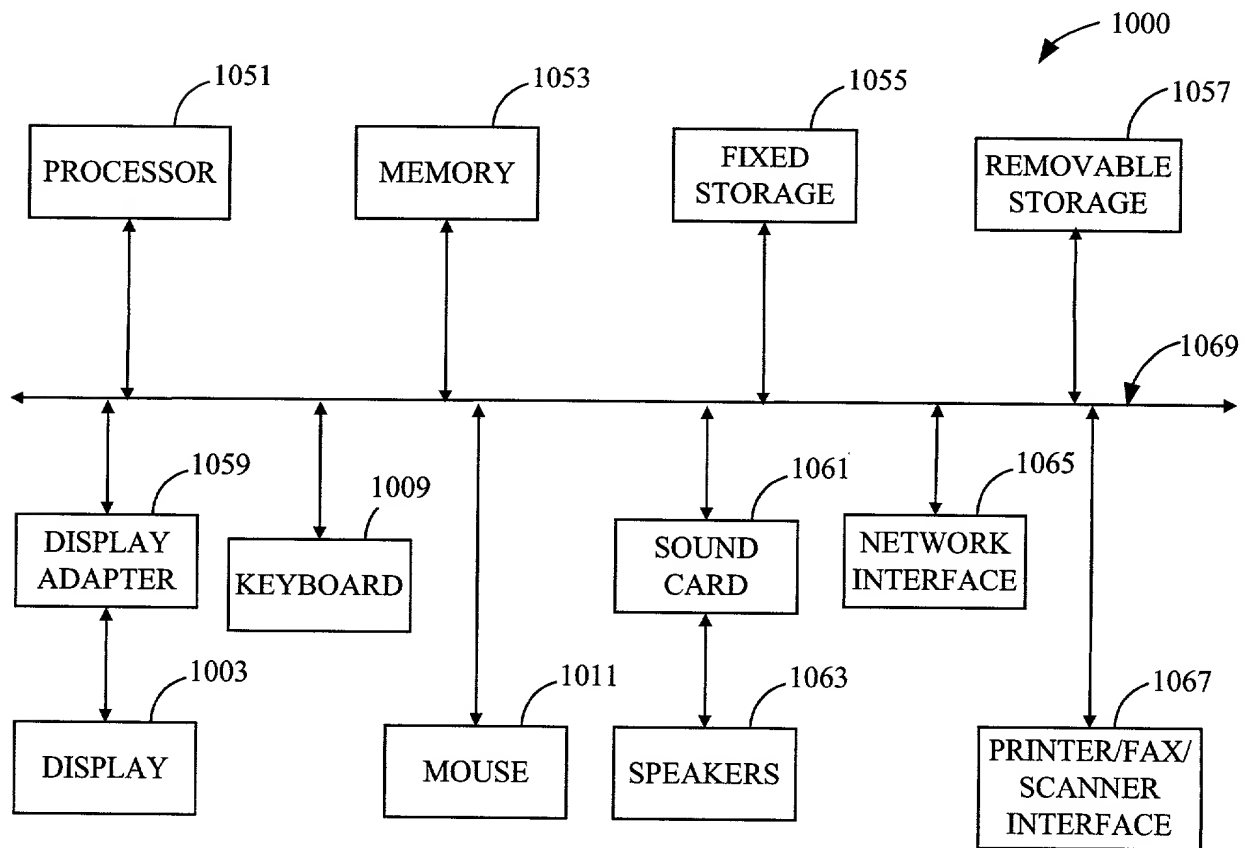 1000
1051
1053
1055
1057
PROCESSOR
MEMORY
FIXED
STORAGE
REMOVABLE
STORAGE
1069
1059
1009
1061
1065
DISPLAY
ADAPTER
KEYBOARD
SOUND
CARD
NETWORK
INTERFACE
1003
1011
1063
1067
DISPLAY
MOUSE
SPEAKERS
PRINTER/FAX/
SCANNER
INTERFACE